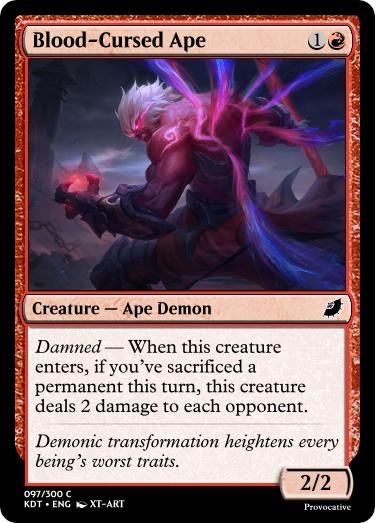 Blood-Cursed Ape 1
Creature — Ape Demon
Damned — When this creature
enters, if you've sacrificed a
permanent this turn, this creature
deals 2 damage to each opponent.
Demonic transformation heightens every
being's worst traits.
2/2
097/300 C
KDT • ENG XT-ART
Provocative